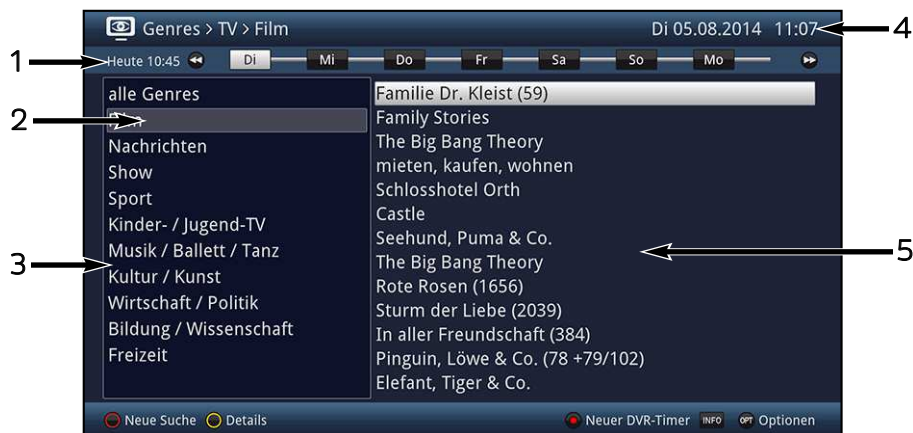 Genres > TV > Film
Di 05.08.2014 11:07
4
1
Heute 10:45 Di Mi Do Fr Sa So Mo
alle Genres
2
Nachrichten
Show
Sport
Kinder- / Jugend-TV
Musik / Ballett / Tanz
3
Kultur / Kunst
Wirtschaft / Politik
Bildung / Wissenschaft
Freizeit
Familie Dr. Kleist (59)
Family Stories
The Big Bang Theory
mieten, kaufen, wohnen
Schlosshotel Orth
Castle
Seehund, Puma & Co.
5
The Big Bang Theory
Rote Rosen (1656)
Sturm der Liebe (2039)
In aller Freundschaft (384)
Pinguin, Löwe & Co. (78 +79/102)
Elefant, Tiger & Co.
Neue Suche Details Neuer DVR-Timer INFO OPT Optionen